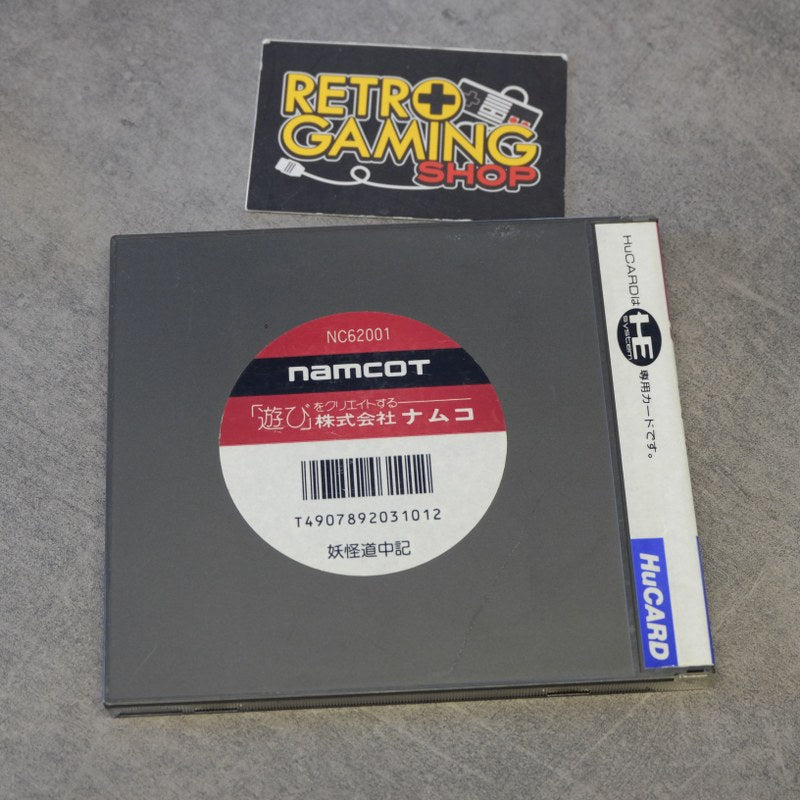 RETRO
GAMING
SHOP
NC62001
namcoT
「遊び」をクリエイトする
株式会社ナムコ
T4907892031012
妖怪道中記
HuCARDは
HE
system
専用カードです。
HuCARD